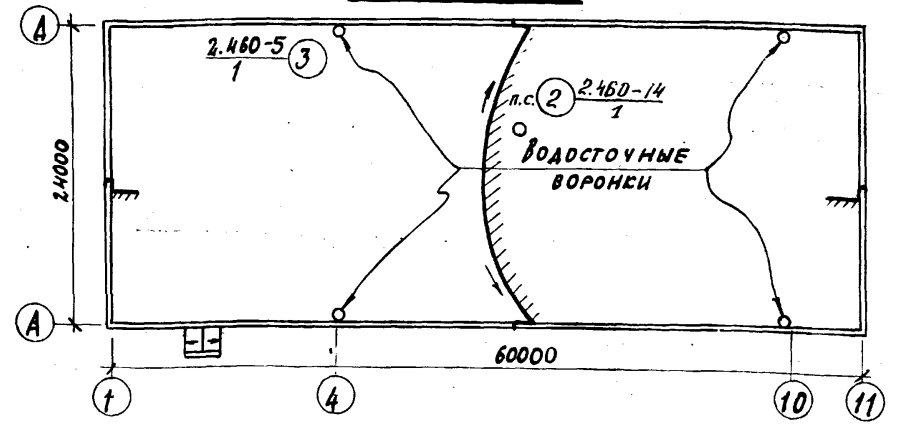 Д
2.460-5
1
3
п.с. 2 2.460-14
1
ВОДОСТОЧНЫЕ
ВОРОНКИ
24000
А
60000
1
4
10
11